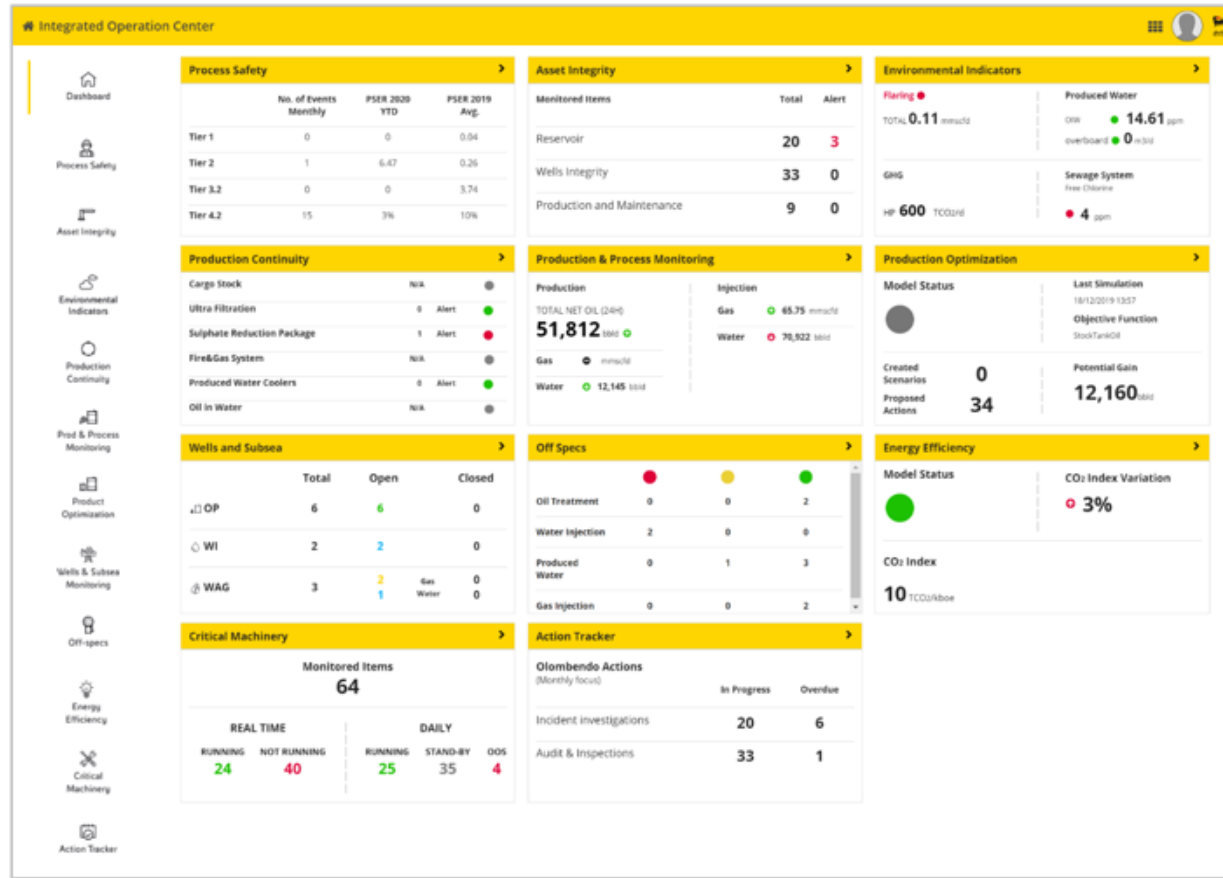 Integrated Operation Center
Dashboard
Process Safety
Asset Integrity
Environmental
Indicators
Production
Continuity
Prod & Process
Monitoring
Product
Optimization
Wells & Subsea
Monitoring
Off-specs
Energy
Efficiency
Critical
Machinery
Action Tracker
Process Safety
No. of Events Monthly PSER 2020 YTD PSER 2019 Avg.
Tier 1 0 0 0.04
Tier 2 1 6.47 0.26
Tier 3.2 0 0 3.74
Tier 4.2 15 3% 10%
Asset Integrity
Monitored Items Total Alert
Reservoir 20 3
Wells Integrity 33 0
Production and Maintenance 9 0
Environmental Indicators
Flaring
TOTAL 0.11 mmscfd
Produced Water
OIW 14.61 ppm
overboard 0 m3/d
GHG
HP 600 TCO2/d
Sewage System
Free Chlorine
4 ppm
Production Continuity
Cargo Stock N/A
Ultra Filtration 0 Alert
Sulphate Reduction Package 1 Alert
Fire&Gas System N/A
Produced Water Coolers 0 Alert
Oil in Water N/A
Production & Process Monitoring
Production
TOTAL NET OIL (24H)
51,812 bbld
Gas mmscfd
Water 12,145 bbld
Injection
Gas 65.75 mmscfd
Water 70,922 bbld
Production Optimization
Model Status
Last Simulation
18/12/2019 13:57
Objective Function
StockTankOil
Created
Scenarios 0
Proposed
Actions 34
Potential Gain
12,160 bbld
Wells and Subsea
Total Open Closed
OP 6 6 0
WI 2 2 0
WAG 3 2 Gas 0
1 Water 0
Off Specs
Oil Treatment 0 0 2
Water Injection 2 0 0
Produced
Water 0 1 3
Gas Injection 0 0 2
Energy Efficiency
Model Status
CO2 Index Variation
3%
CO2 Index
10 TCO2/kboe
Critical Machinery
Monitored Items
64
REAL TIME DAILY
RUNNING NOT RUNNING RUNNING STAND-BY OOS
24 40 25 35 4
Action Tracker
Olombendo Actions
(Monthly focus)
In Progress Overdue
Incident investigations 20 6
Audit & Inspections 33 1